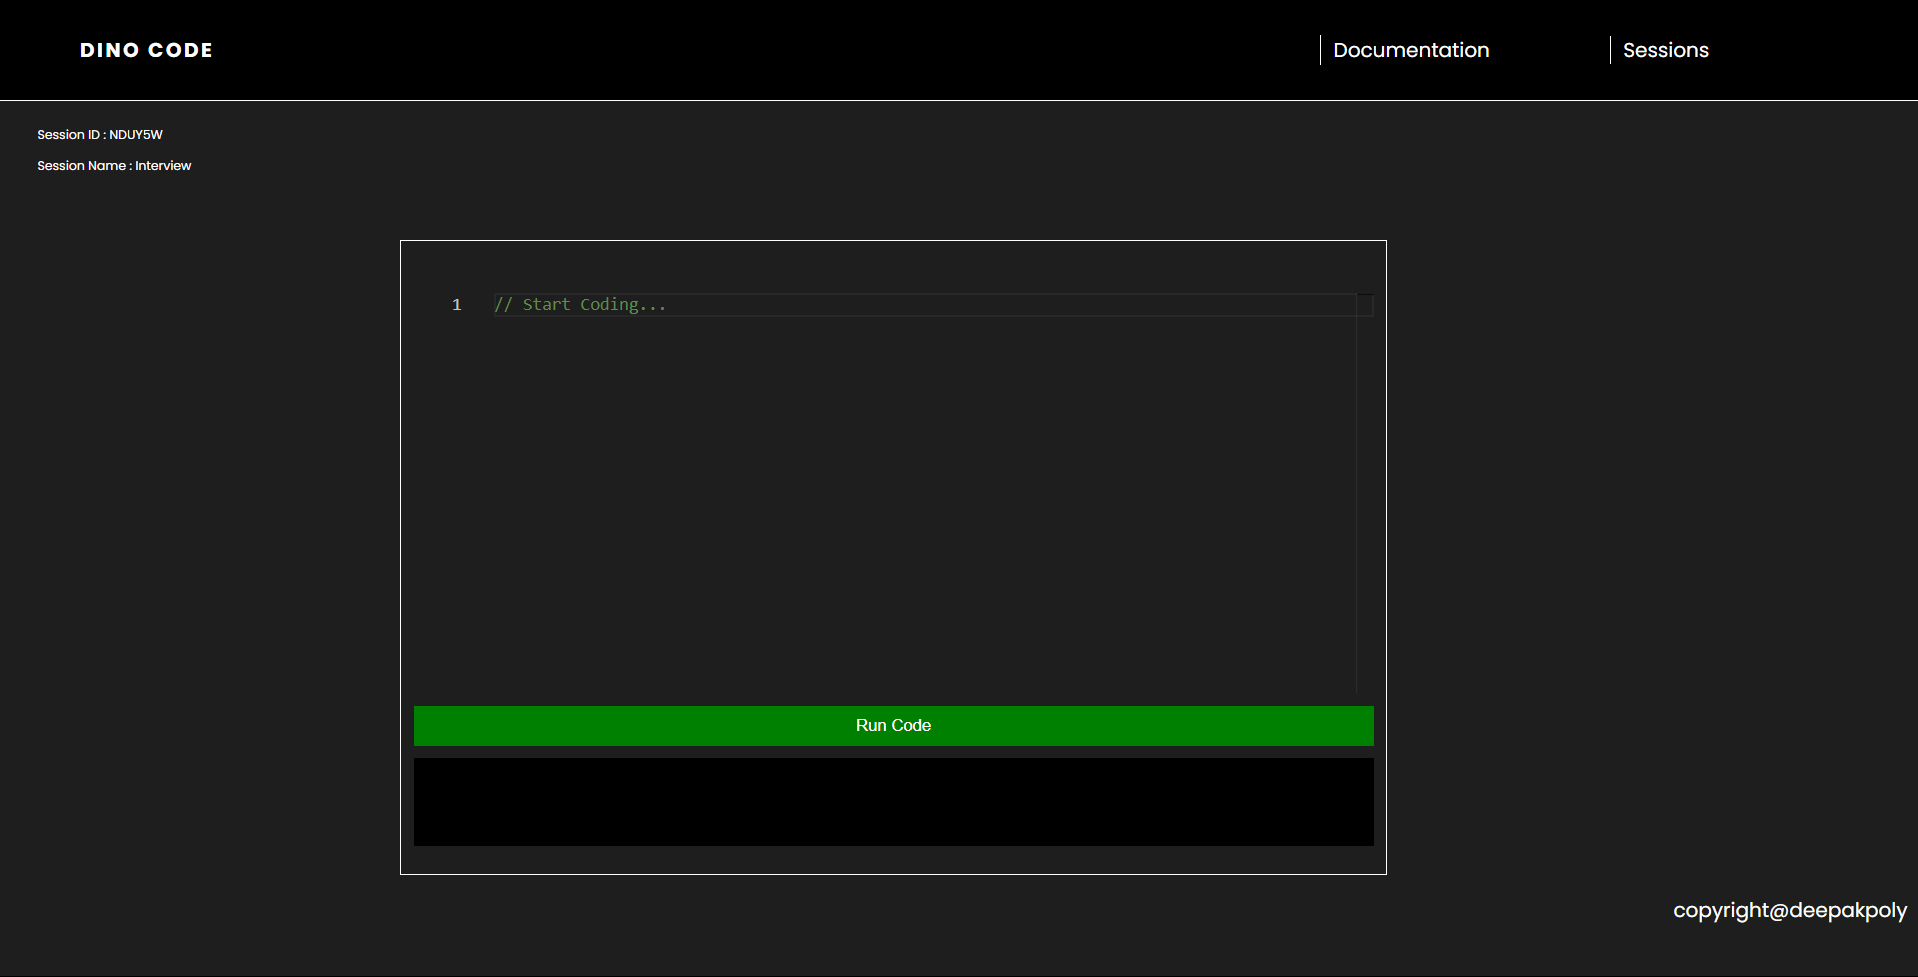 DINO CODE
Documentation
Sessions
Session ID : NDUY5W
Session Name : Interview
1 // Start Coding...
Run Code
copyright@deepakpoly